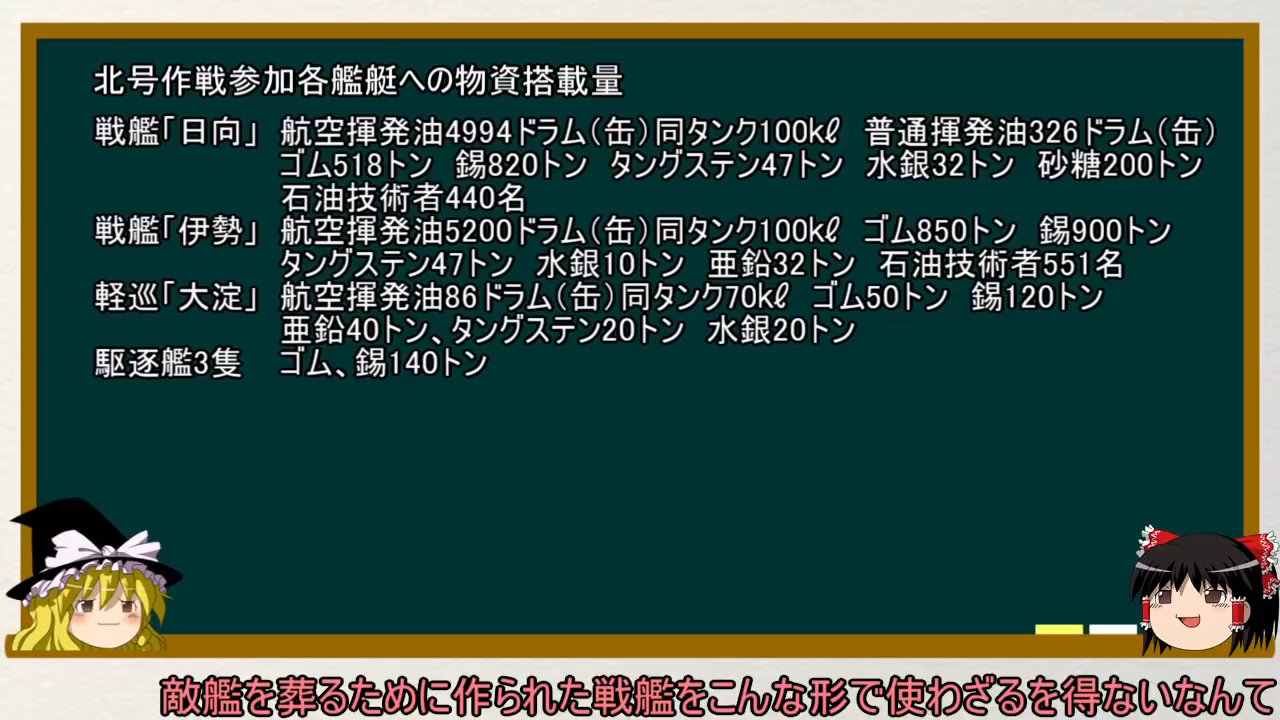 北号作戦参加各艦艇への物資搭載量
戦艦｢日向｣ 航空揮発油4994ドラム(缶)同タンク100kℓ 普通揮発油326ドラム(缶)
ゴム518トン 錫820トン タングステン47トン 水銀32トン 砂糖200トン
石油技術者440名
戦艦｢伊勢｣ 航空揮発油5200ドラム(缶)同タンク100kℓ ゴム850トン 錫900トン
タングステン47トン 水銀10トン 亜鉛32トン 石油技術者551名
軽巡｢大淀｣ 航空揮発油86ドラム(缶)同タンク70kℓ ゴム50トン 錫120トン
亜鉛40トン、タングステン20トン 水銀20トン
駆逐艦3隻 ゴム、錫140トン
敵艦を葬るために作られた戦艦をこんな形で使わざるを得ないなんて